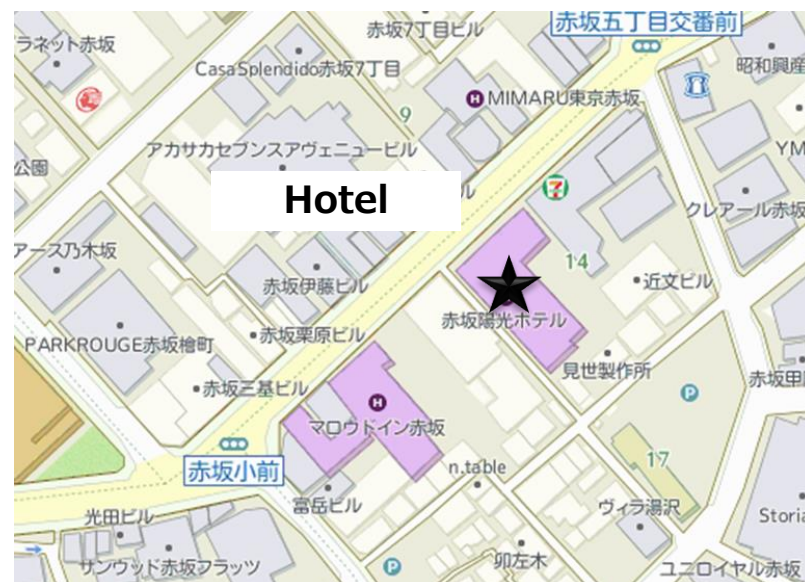 赤坂7丁目ビル
赤坂五丁目交番前
ラネット赤坂
昭和興産
CasaSplendido赤坂7丁目
H MIMARU東京赤坂
9
アカサカセブンスアヴェニュービル
YM
公園
Hotel
ル
7
クレアール赤坂
アース乃木坂
14
近文ビル
赤坂伊藤ビル
赤坂陽光ホテル
赤坂栗原ビル
PARKROUGE赤坂檜町
見世製作所
赤坂甲
赤坂三基ビル
P
H
マロウドイン赤坂
赤坂小前
n.table
17
富岳ビル
ヴィラ湯沢
光田ビル
Storia
サンウッド赤坂フラッツ
P
卯左木
ユニロイヤル赤坂